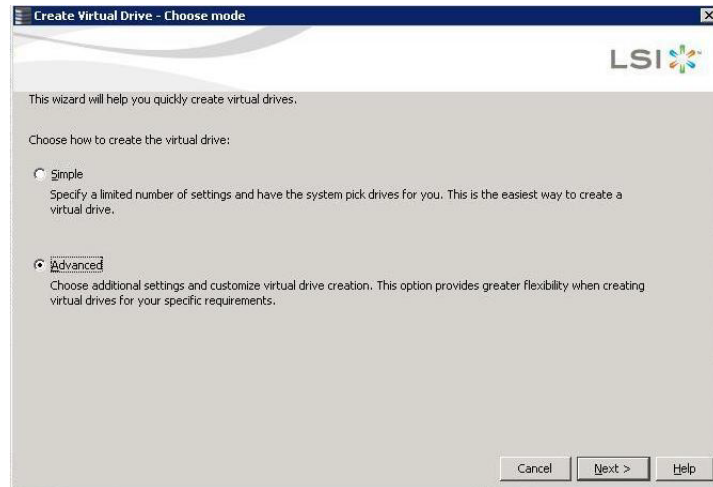 Create Virtual Drive - Choose mode
LSI
This wizard will help you quickly create virtual drives.
Choose how to create the virtual drive:
Simple
Specify a limited number of settings and have the system pick drives for you. This is the easiest way to create a
virtual drive.
Advanced
Choose additional settings and customize virtual drive creation. This option provides greater flexibility when creating
virtual drives for your specific requirements.
Cancel
Next >
Help